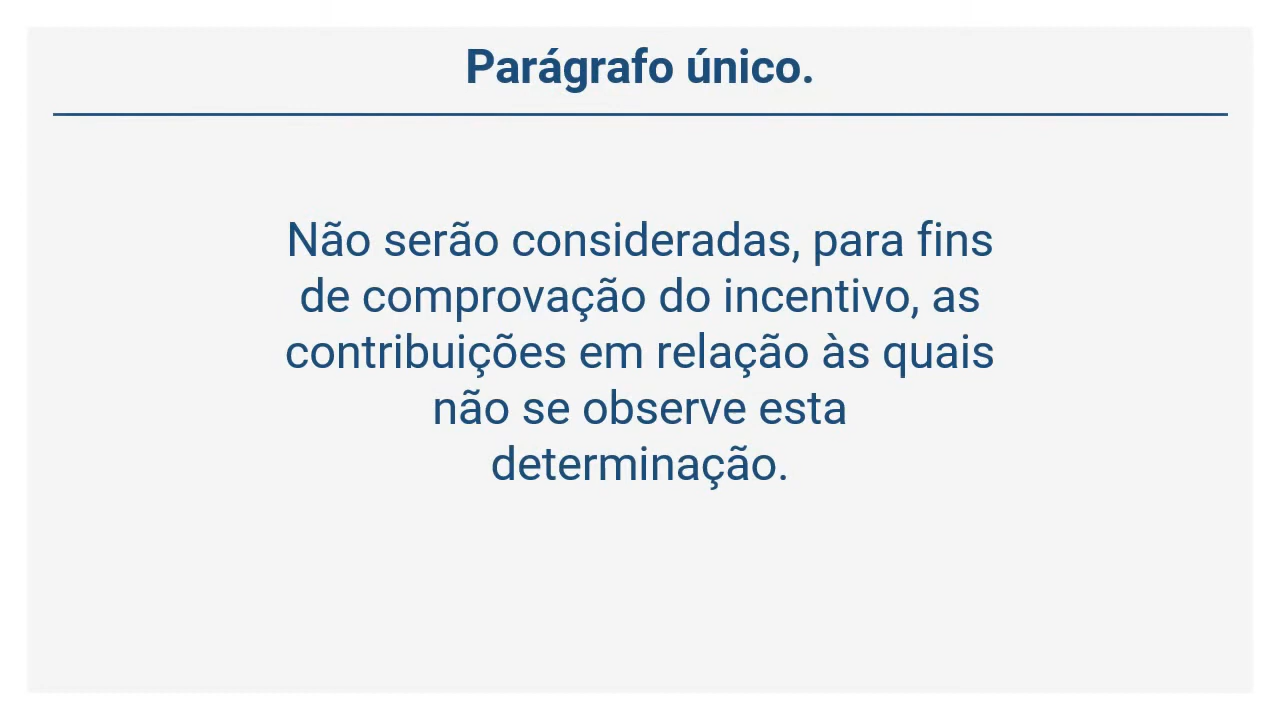 Parágrafo único.
Não serão consideradas, para fins
de comprovação do incentivo, as
contribuições em relação às quais
não se observe esta
determinação.